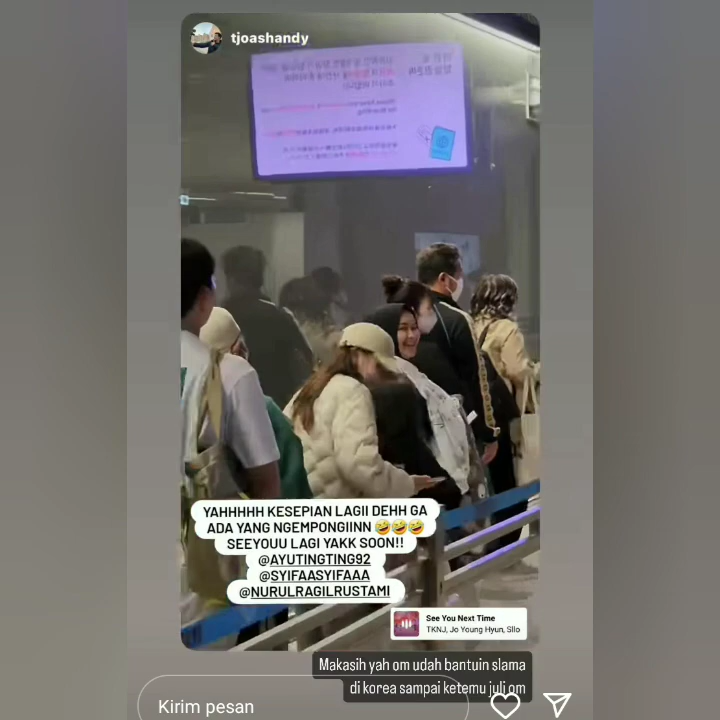 tjoashandy
YAHHHHH KESEPIAN LAGII DEHH GA
ADA YANG NGEMPONGIINN 🤣🤣🤣
SEEYOUU LAGI YAKK SOON!!
@AYUTINGTING92
@SYIFAASYIFAAA
@NURULRAGILRUSTAMI
See You Next Time
TKNJ, Jo Young Hyun, Sllo
Makasih yah om udah bantuin slama
di korea sampai ketemu juli om
Kirim pesan